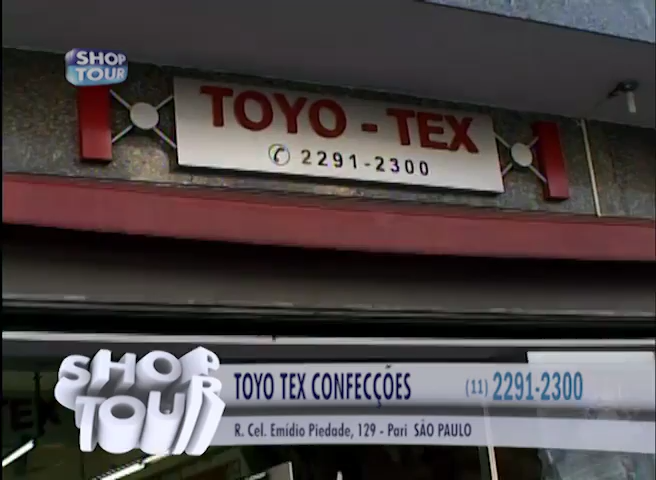 SHOP
TOUR
TOYO-TEX
2291-2300
SHOP
TOUR
TOYO TEX CONFECÇÕES (11) 2291-2300
R. Cel. Emídio Piedade, 129 - Pari SÃO PAULO